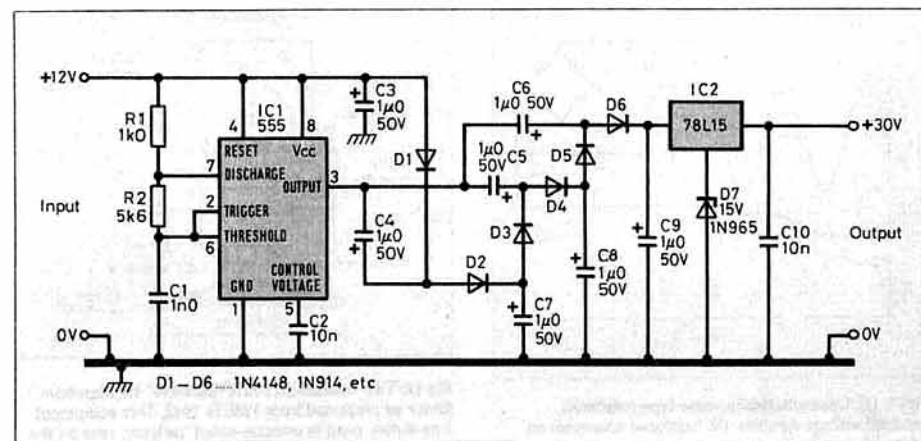 +12V
R1
1k0
R2
5k6
Input
C1
1n0
0V
IC1
555
4
8
RESET
Vcc
7
DISCHARGE
OUTPUT
3
2
TRIGGER
6
THRESHOLD
CONTROL
VOLTAGE
GND
1
5
C2
10n
C3
1µ0
50V
D1
C4
1µ0
50V
D2
C6
1µ0 50V
1µ0
50V
C5
D3
D4
D5
D6
C7
1µ0
50V
C8
1µ0
50V
C9
1µ0
50V
IC2
78L15
D7
15V
1N965
C10
10n
+30V
Output
0V
D1–D6 = 1N4148, 1N914, etc